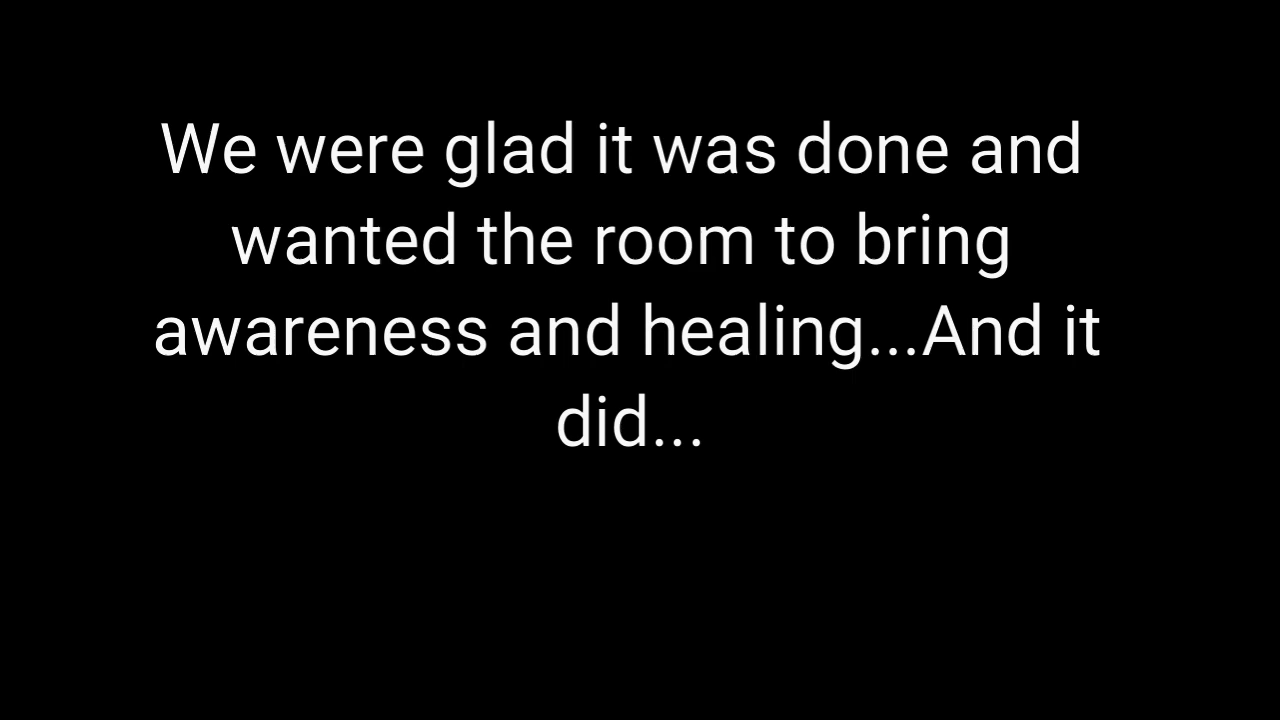 We were glad it was done and
wanted the room to bring
awareness and healing...And it
did...